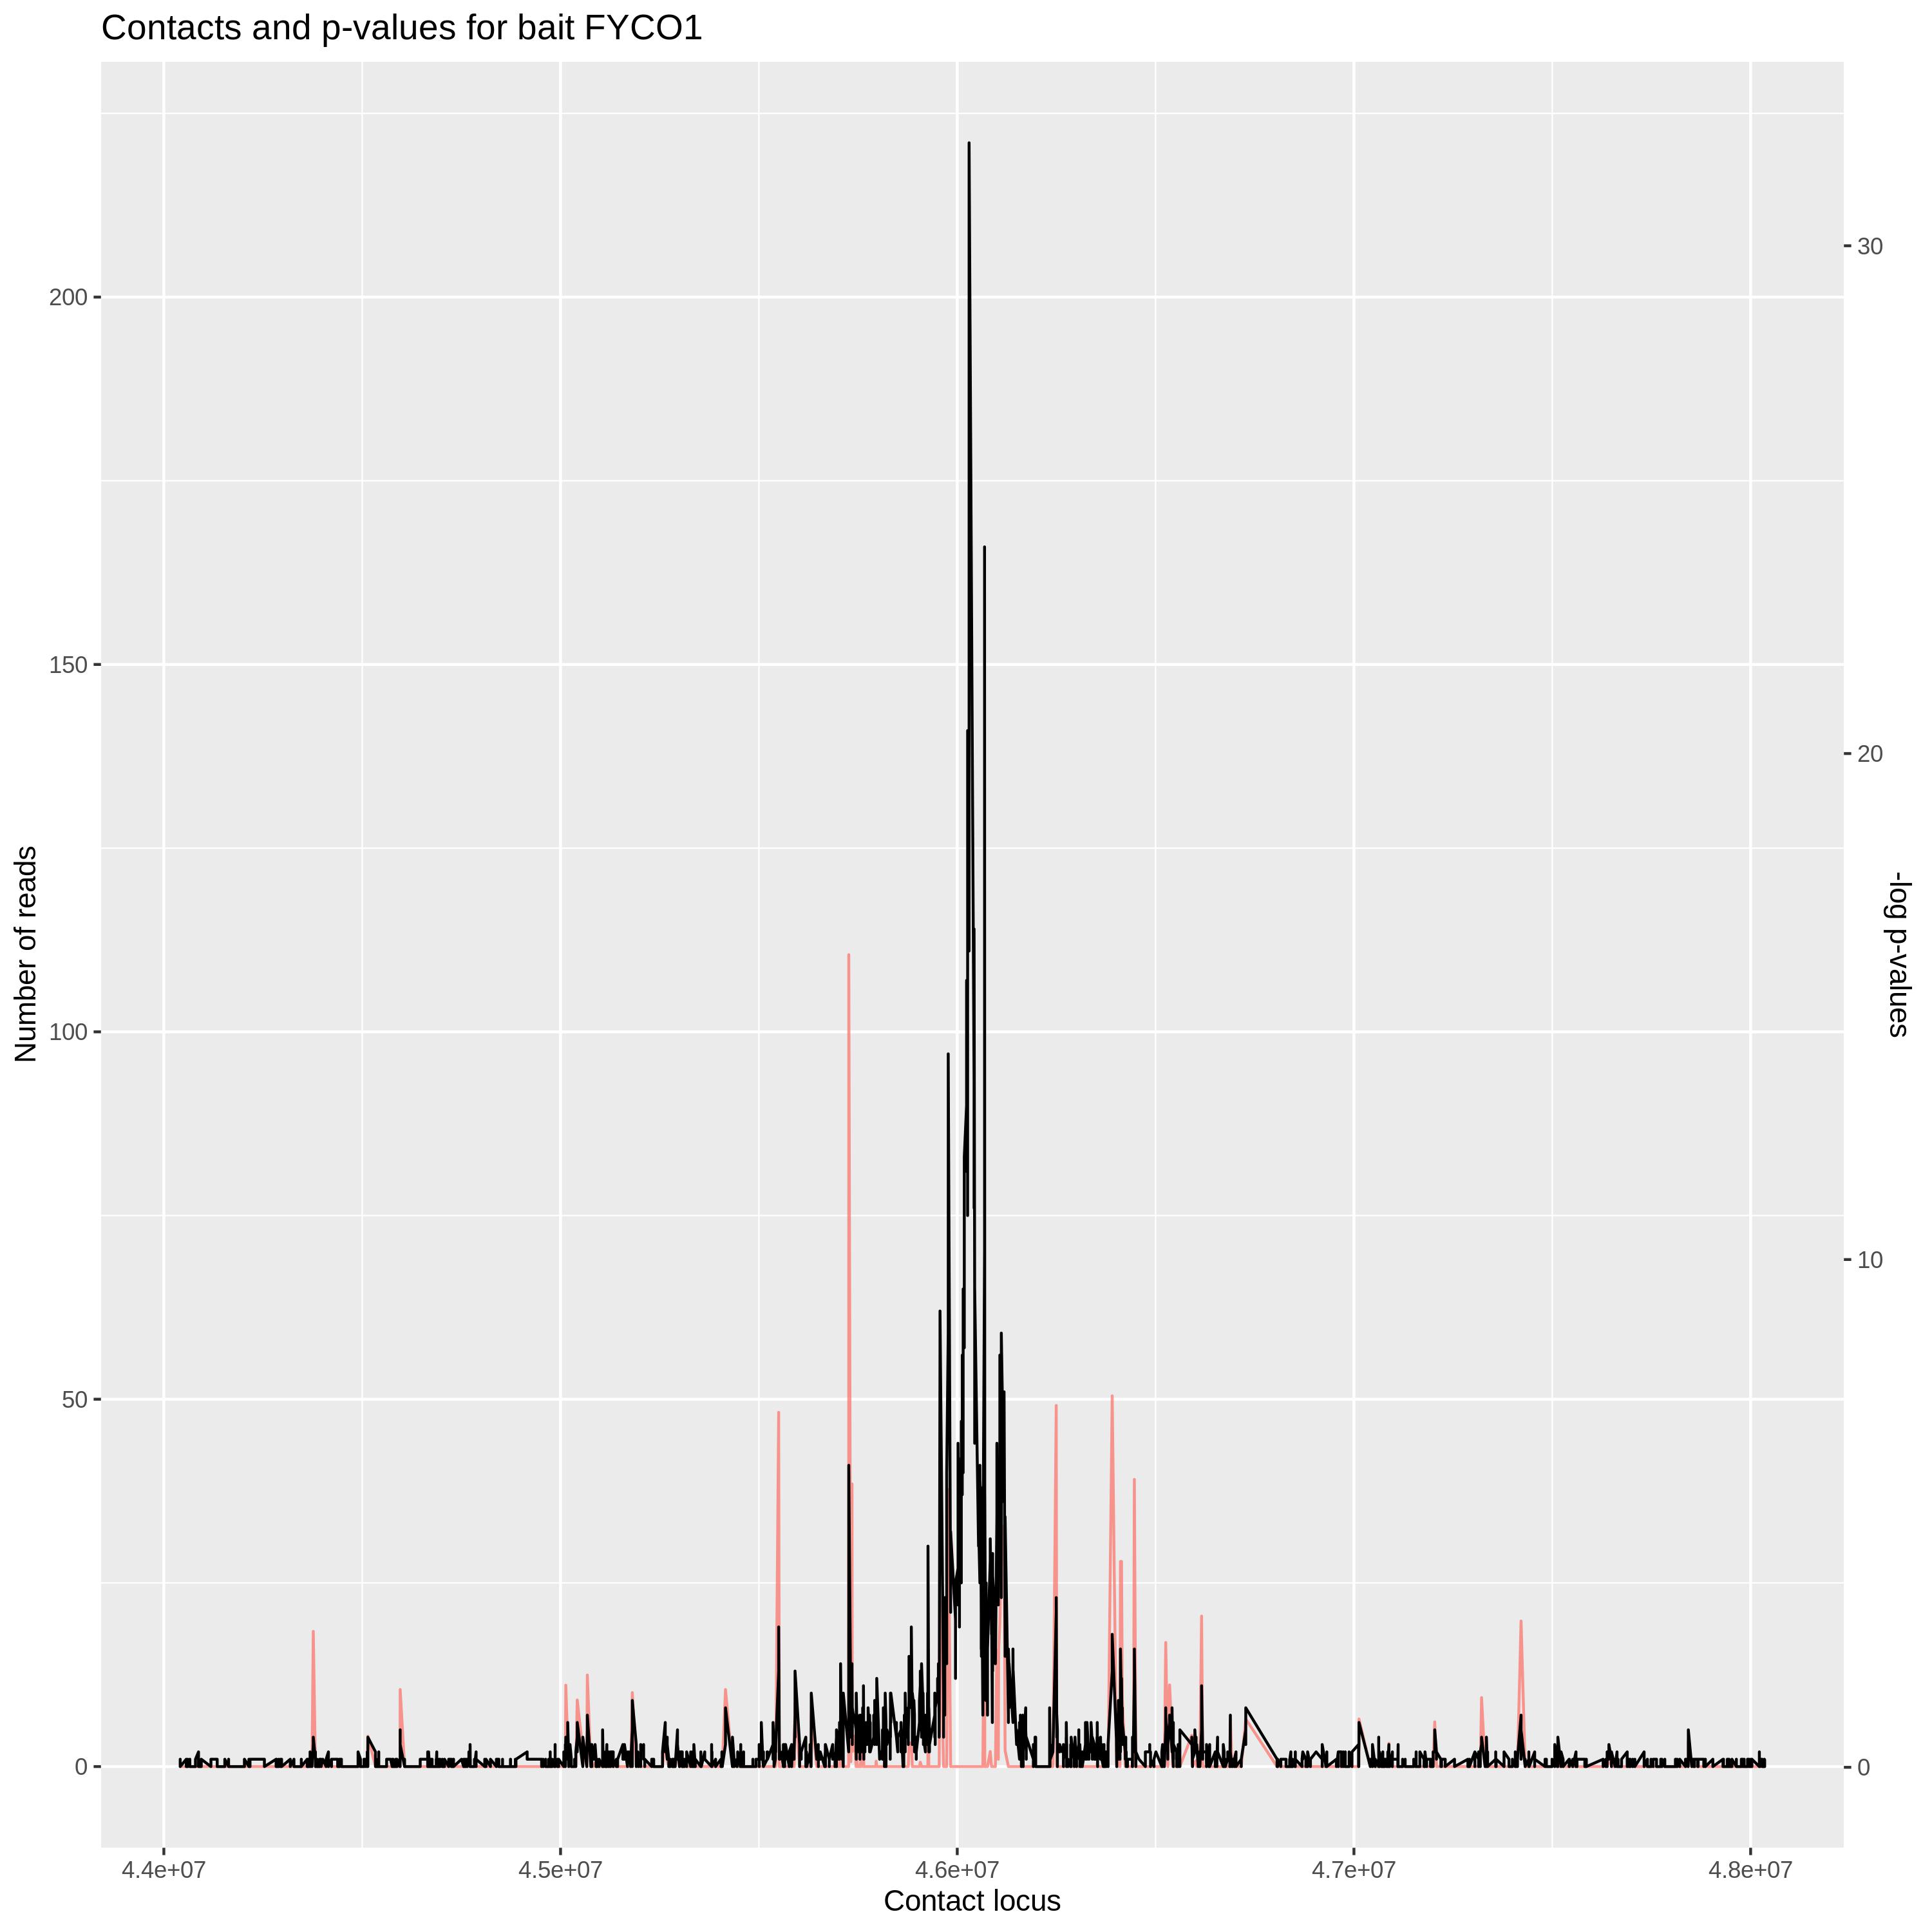 Contacts and p-values for bait FYCO1
200
150
100
50
0
30
20
10
0
Number of reads
-log p-values
4.4e+07 4.5e+07 4.6e+07 4.7e+07 4.8e+07
Contact locus